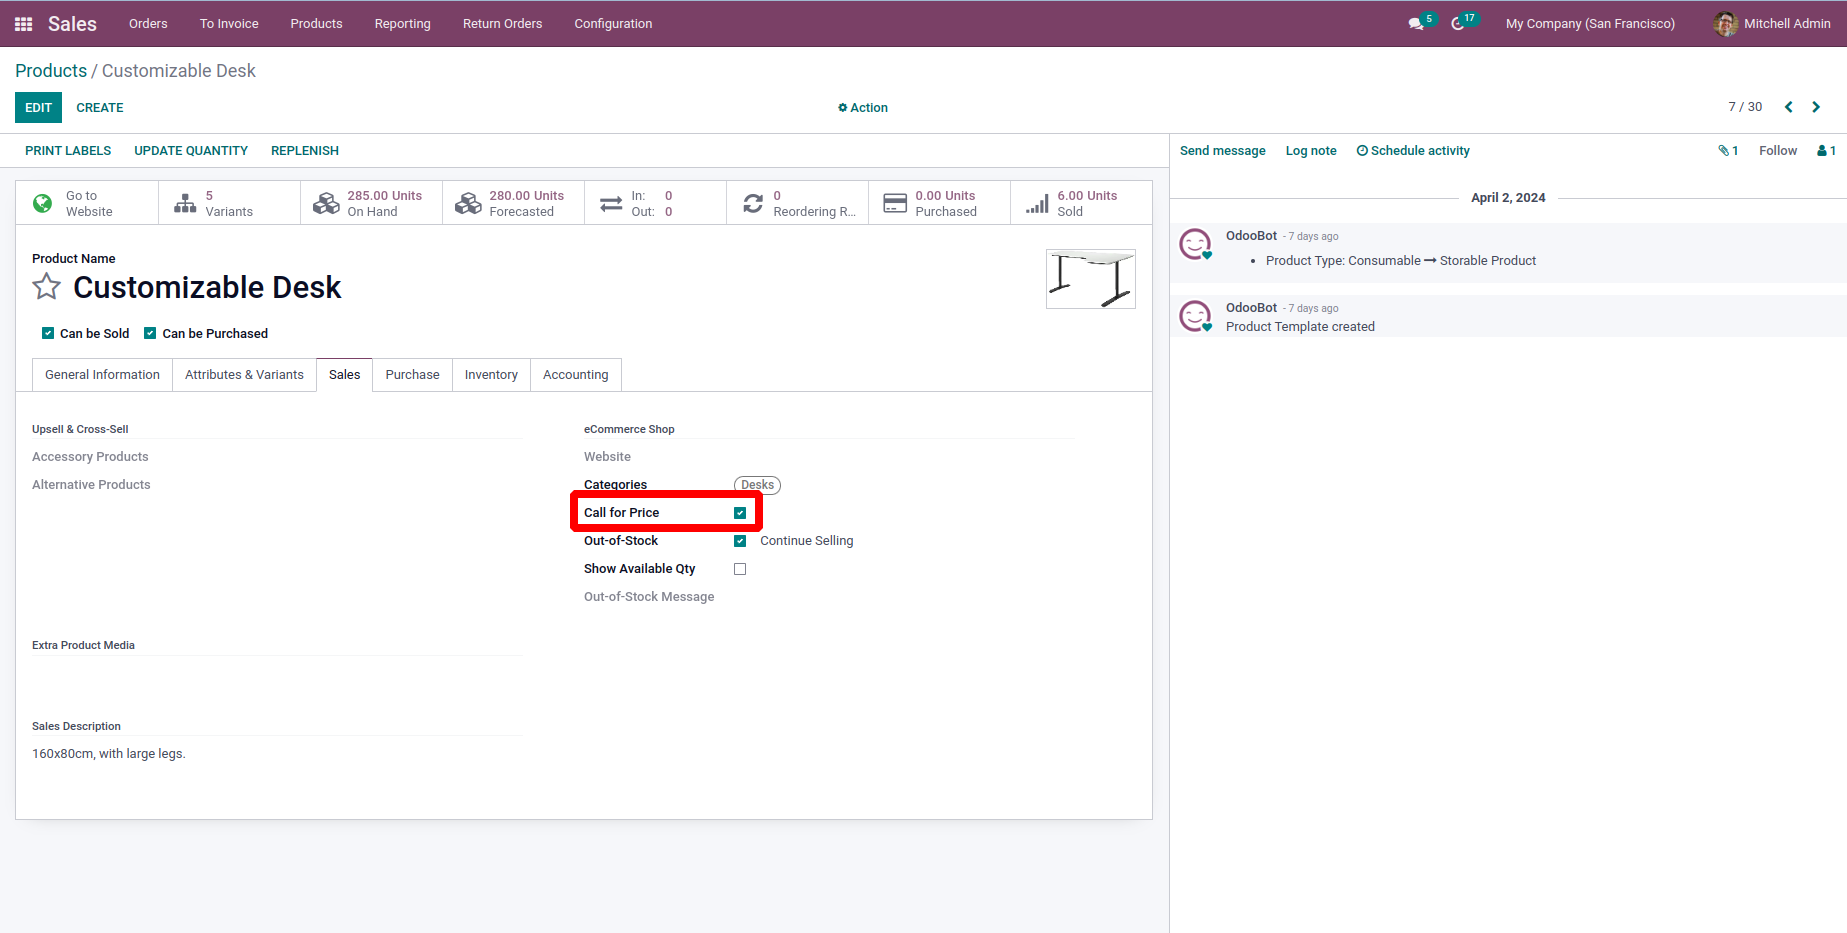 Sales Orders To Invoice Products Reporting Return Orders Configuration 5 17 My Company (San Francisco) Mitchell Admin
Products / Customizable Desk
EDIT CREATE Action 7 / 30
PRINT LABELS UPDATE QUANTITY REPLENISH
Go to
Website
5
Variants
285.00 Units
On Hand
280.00 Units
Forecasted
In: 0
Out: 0
0
Reordering R...
0.00 Units
Purchased
6.00 Units
Sold
Product Name
Customizable Desk
Can be Sold Can be Purchased
General Information Attributes & Variants Sales Purchase Inventory Accounting
Upsell & Cross-Sell
Accessory Products
Alternative Products
eCommerce Shop
Website
Categories Desks
Call for Price
Out-of-Stock Continue Selling
Show Available Qty
Out-of-Stock Message
Extra Product Media
Sales Description
160x80cm, with large legs.
Send message Log note Schedule activity 1 Follow 1
April 2, 2024
OdooBot - 7 days ago
Product Type: Consumable → Storable Product
OdooBot - 7 days ago
Product Template created